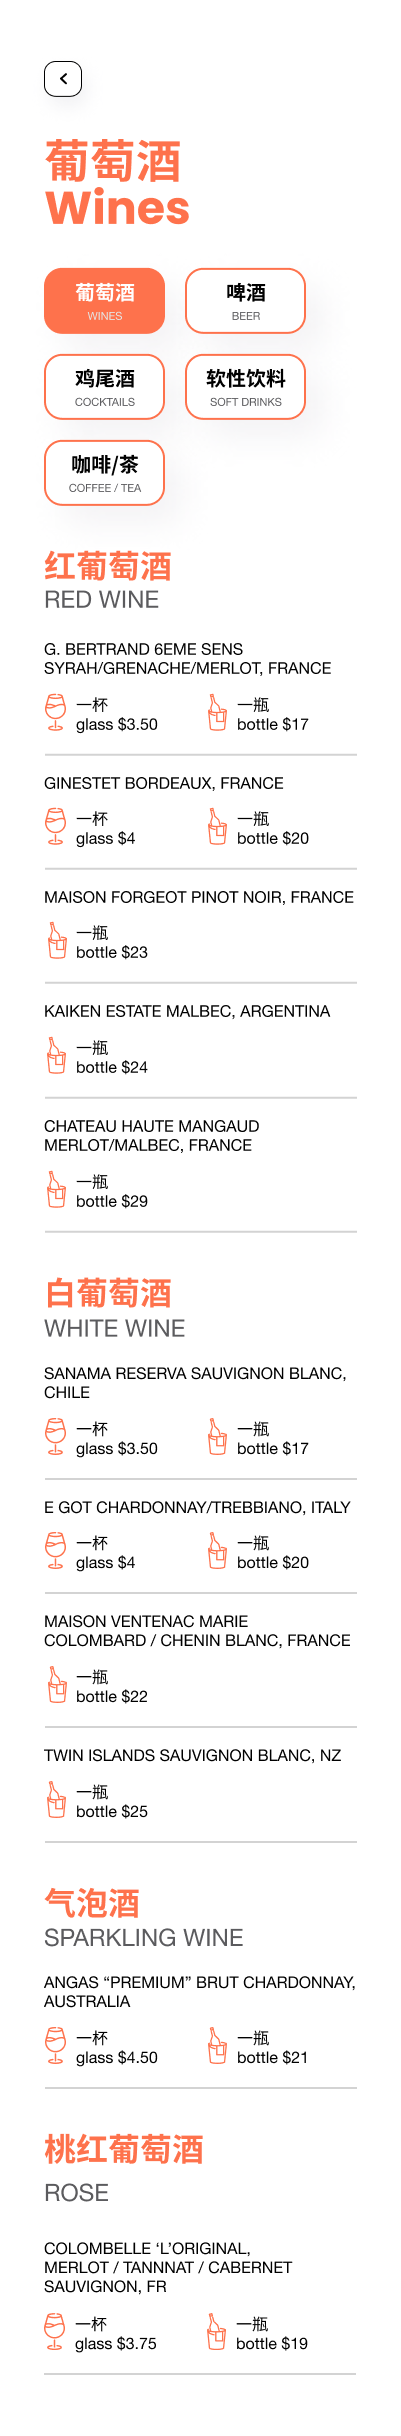 葡萄酒
Wines
葡萄酒
WINES
啤酒
BEER
鸡尾酒
COCKTAILS
软性饮料
SOFT DRINKS
咖啡/茶
COFFEE / TEA
红葡萄酒
RED WINE
G. BERTRAND 6EME SENS
SYRAH/GRENACHE/MERLOT, FRANCE
一杯
glass $3.50
一瓶
bottle $17
GINESTET BORDEAUX, FRANCE
一杯
glass $4
一瓶
bottle $20
MAISON FORGEOT PINOT NOIR, FRANCE
一瓶
bottle $23
KAIKEN ESTATE MALBEC, ARGENTINA
一瓶
bottle $24
CHATEAU HAUTE MANGAUD
MERLOT/MALBEC, FRANCE
一瓶
bottle $29
白葡萄酒
WHITE WINE
SANAMA RESERVA SAUVIGNON BLANC,
CHILE
一杯
glass $3.50
一瓶
bottle $17
E GOT CHARDONNAY/TREBBIANO, ITALY
一杯
glass $4
一瓶
bottle $20
MAISON VENTENAC MARIE
COLOMBARD / CHENIN BLANC, FRANCE
一瓶
bottle $22
TWIN ISLANDS SAUVIGNON BLANC, NZ
一瓶
bottle $25
气泡酒
SPARKLING WINE
ANGAS “PREMIUM” BRUT CHARDONNAY,
AUSTRALIA
一杯
glass $4.50
一瓶
bottle $21
桃红葡萄酒
ROSE
COLOMBELLE ‘L’ORIGINAL,
MERLOT / TANNNAT / CABERNET
SAUVIGNON, FR
一杯
glass $3.75
一瓶
bottle $19